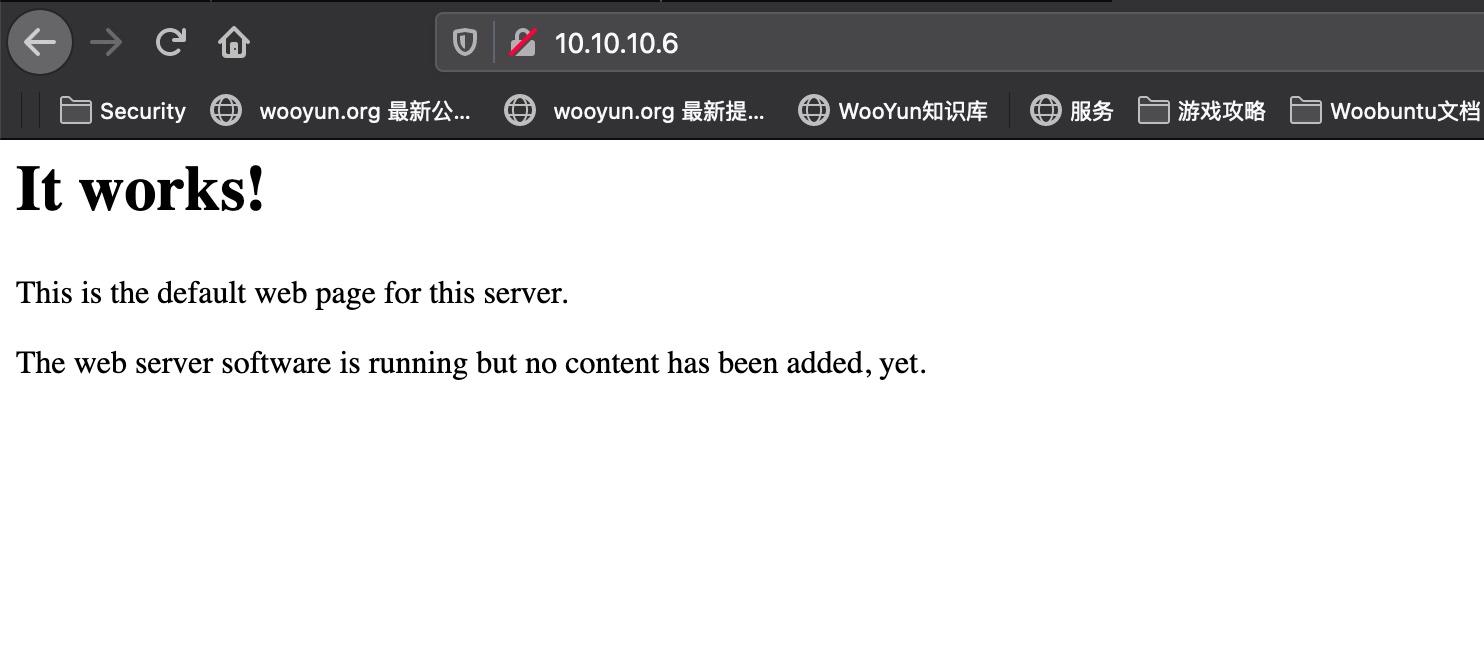 10.10.10.6
Security wooyun.org 最新公... wooyun.org 最新提... WooYun知识库 服务 游戏攻略 Woobuntu文档
It works!
This is the default web page for this server.
The web server software is running but no content has been added, yet.